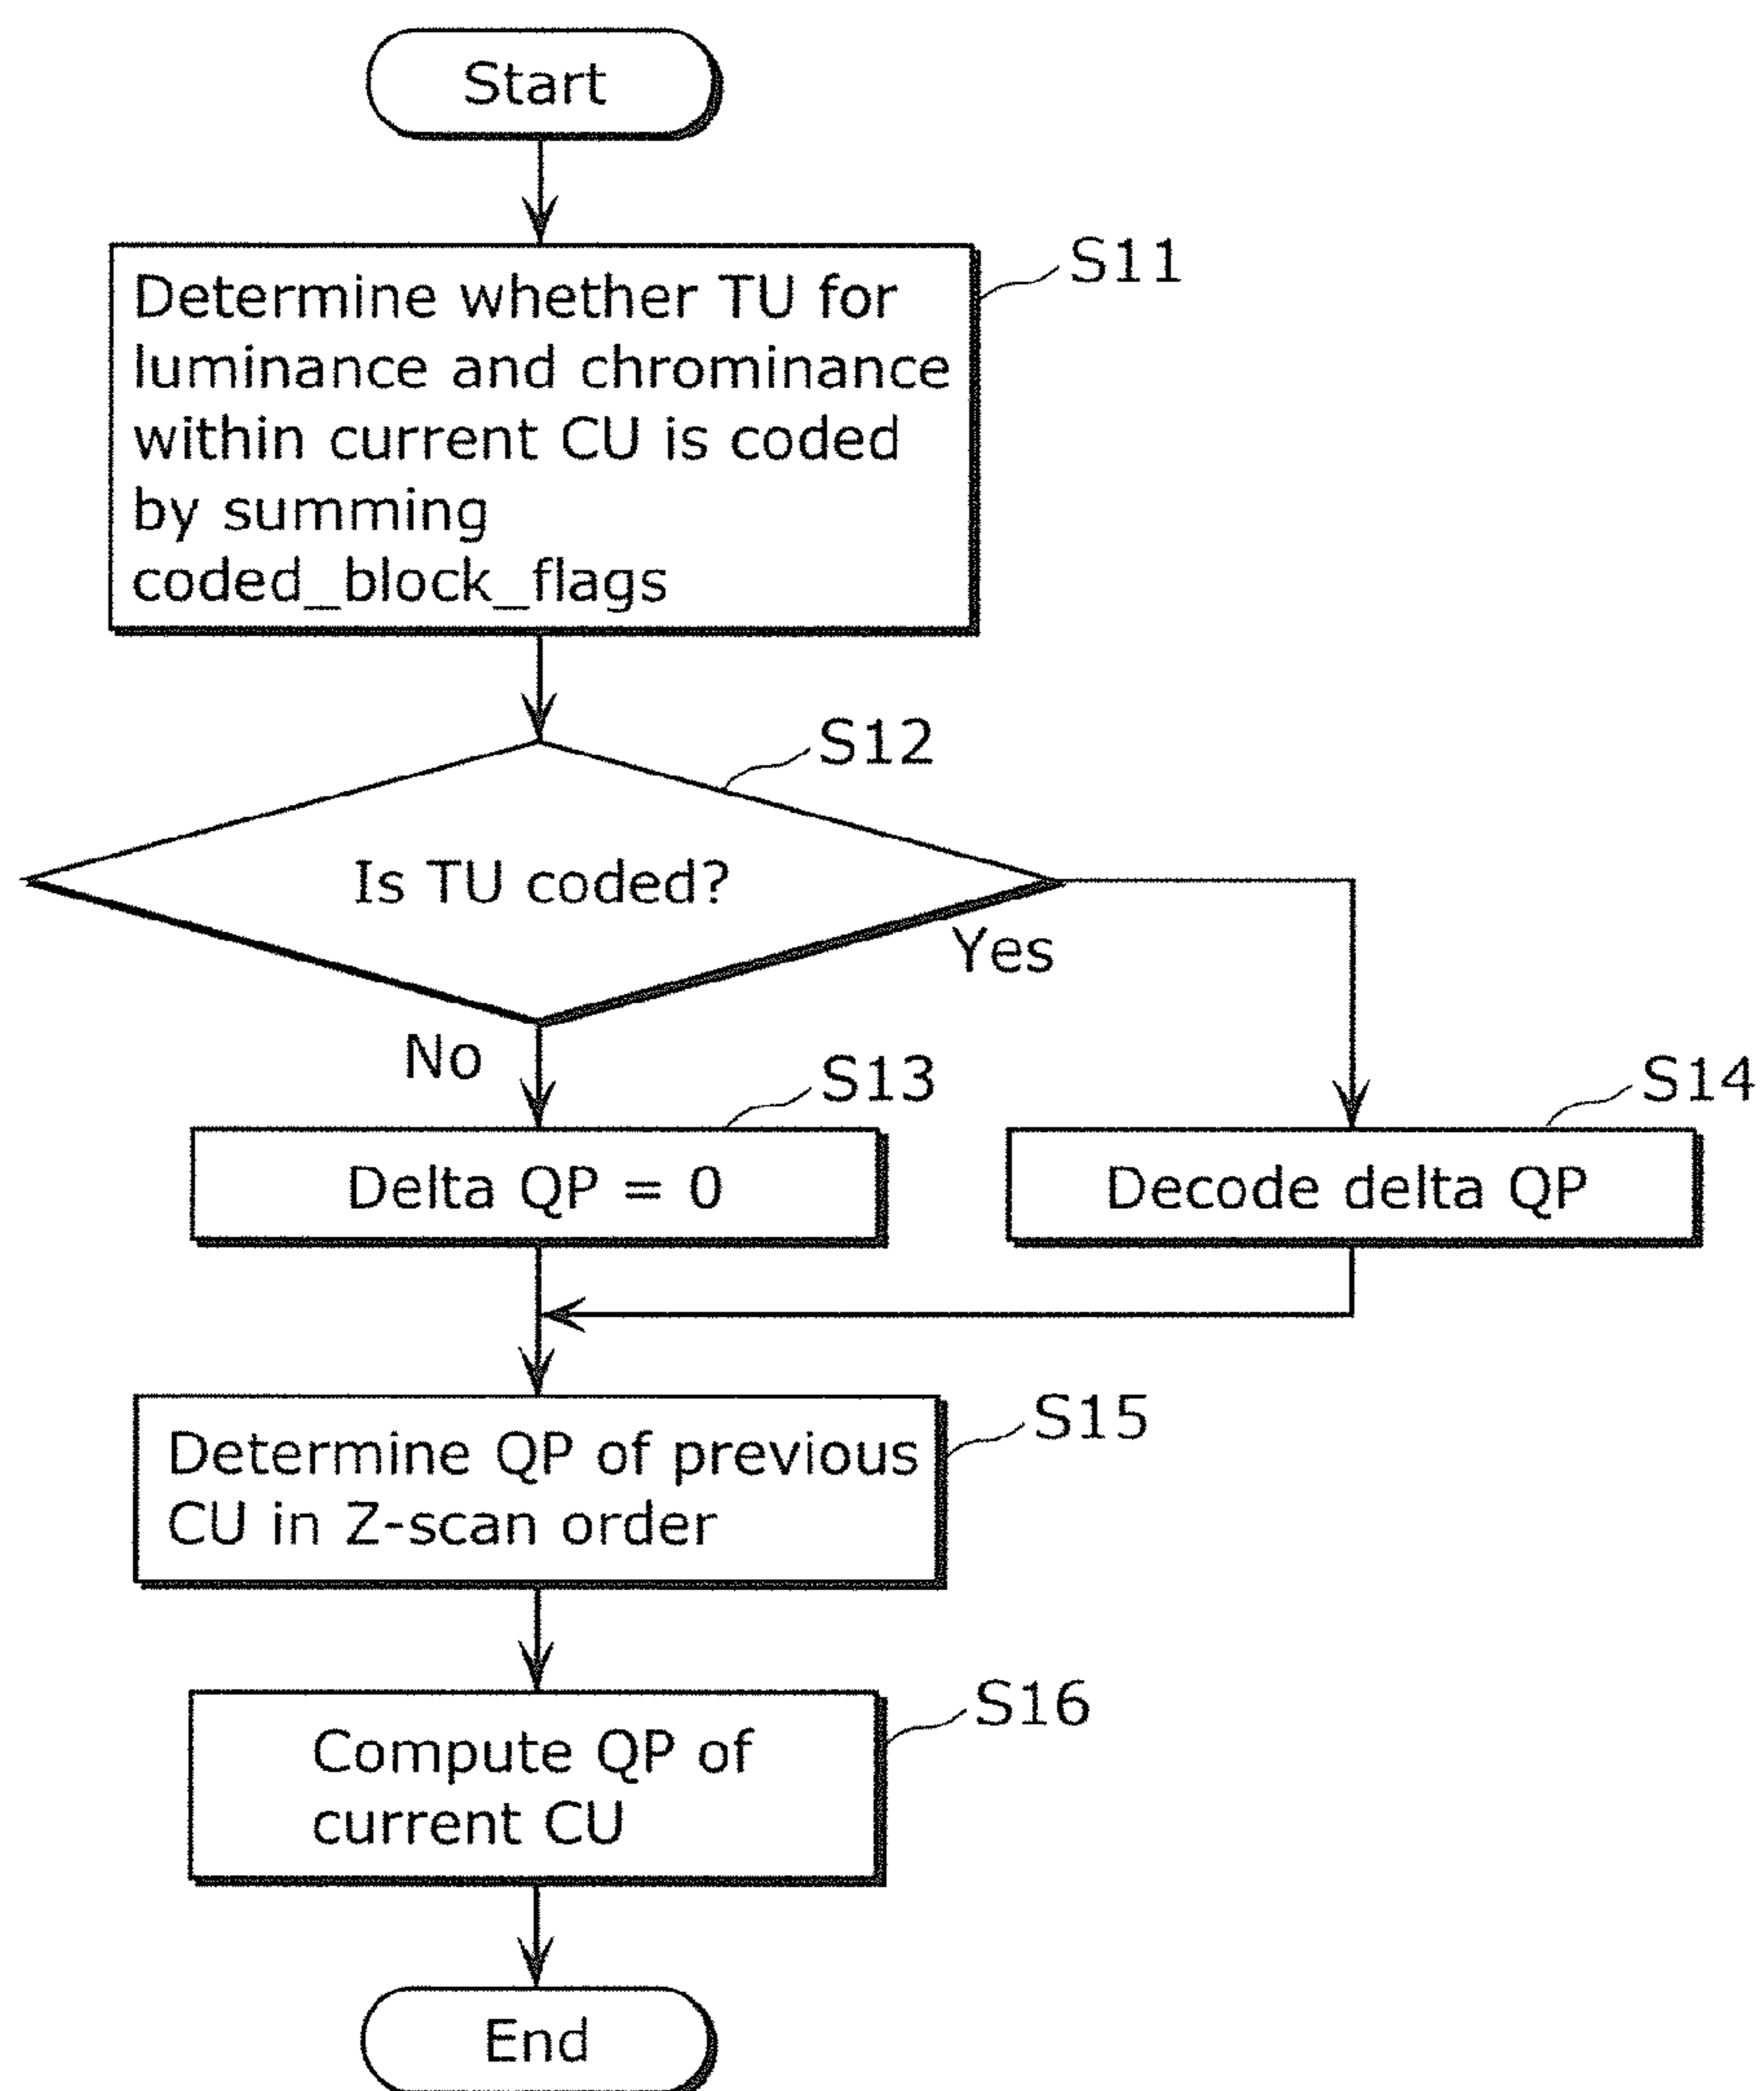 Start
S11
Determine whether TU for
luminance and chrominance
within current CU is coded
by summing
coded_block_flags
S12
Is TU coded?
Yes
No
S13
S14
Delta QP = 0
Decode delta QP
S15
Determine QP of previous
CU in Z-scan order
S16
Compute QP of
current CU
End